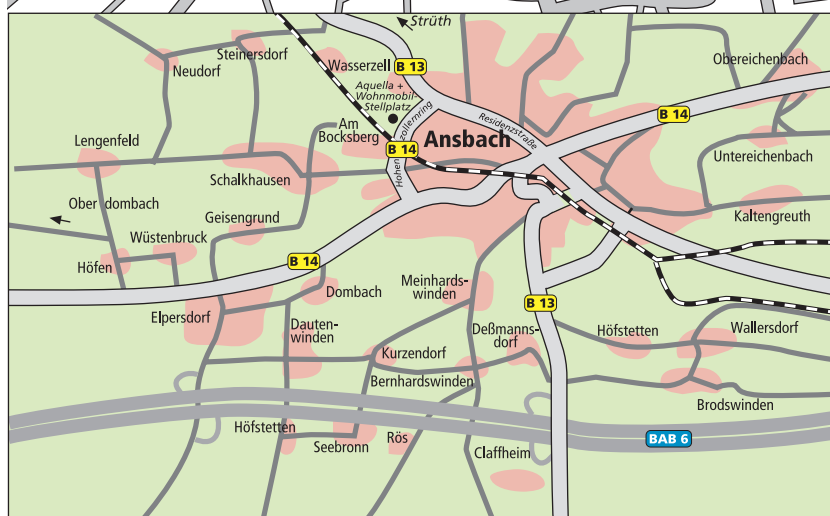 Strüth
Steinersdorf
Neudorf
Wasserzell
B 13
Obereichenbach
Aquella +
Wohnmobil-
Stellplatz
B 14
Am
Bocksberg
Hohen
zollernring
Residenzstraße
Ansbach
B 14
Lengenfeld
Schalkhausen
Untereichenbach
Ober dombach
Geisengrund
Kaltengreuth
Wüstenbruck
Höfen
B 14
Meinhards-
winden
Dombach
B 13
Elpersdorf
Dauten-
winden
Deßmanns-
dorf
Höfstetten
Wallersdorf
Kurzendorf
Bernhardswinden
Brodswinden
Höfstetten
Seebronn
Rös
BAB 6
Claffheim